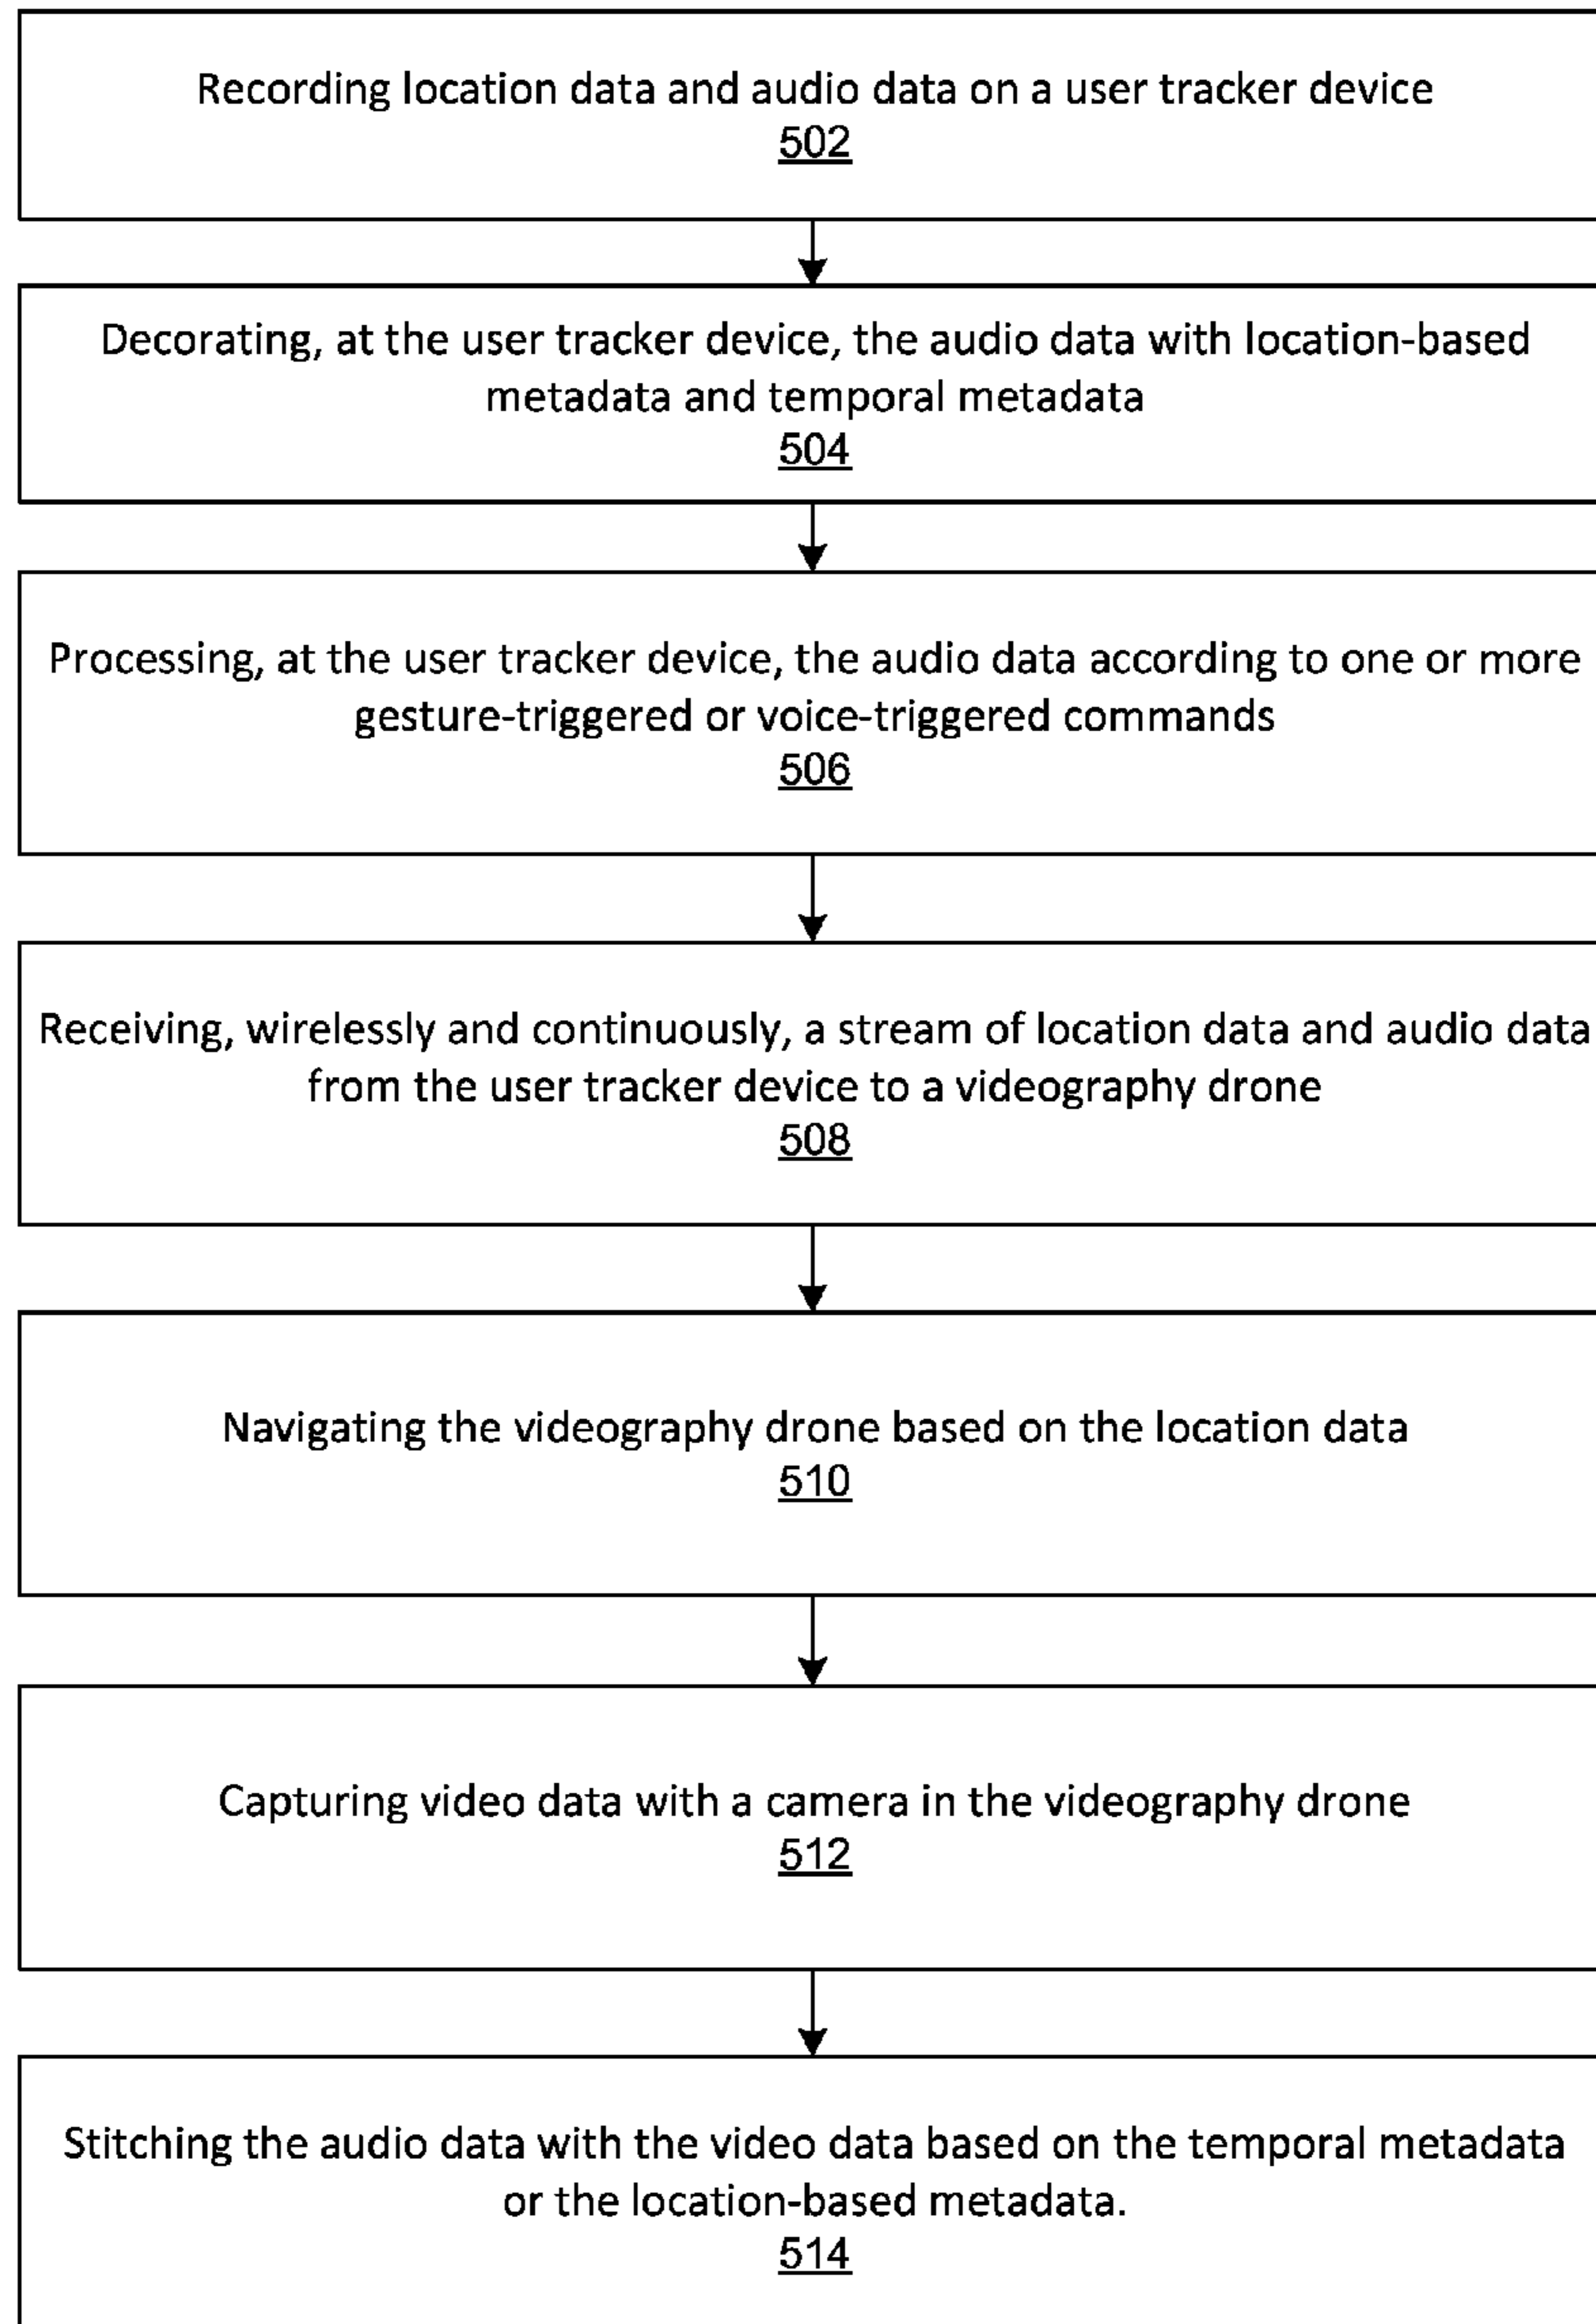 Recording location data and audio data on a user tracker device
502
Decorating, at the user tracker device, the audio data with location-based
metadata and temporal metadata
504
Processing, at the user tracker device, the audio data according to one or more
gesture-triggered or voice-triggered commands
506
Receiving, wirelessly and continuously, a stream of location data and audio data
from the user tracker device to a videography drone
508
Navigating the videography drone based on the location data
510
Capturing video data with a camera in the videography drone
512
Stitching the audio data with the video data based on the temporal metadata
or the location-based metadata.
514